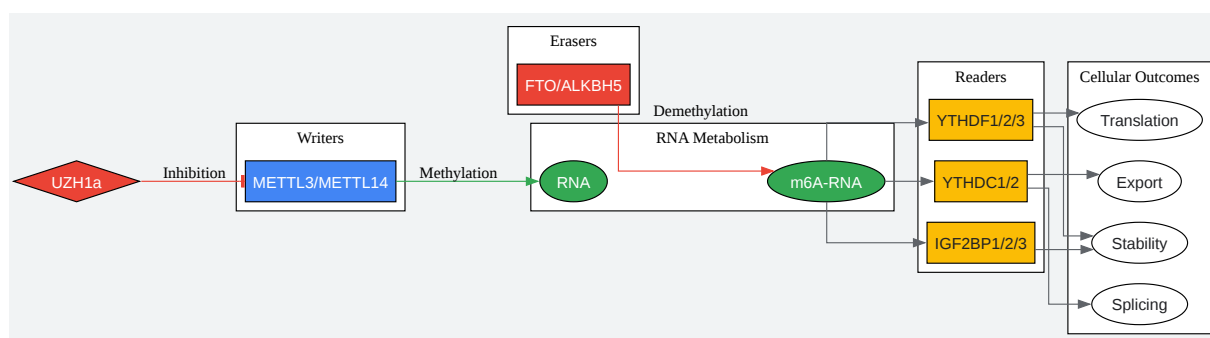 Erasers
FTO/ALKBH5
Demethylation
Writers
UZH1a
Inhibition
METTL3/METTL14
Methylation
RNA Metabolism
RNA
m6A-RNA
Readers
YTHDF1/2/3
YTHDC1/2
IGF2BP1/2/3
Cellular Outcomes
Translation
Export
Stability
Splicing